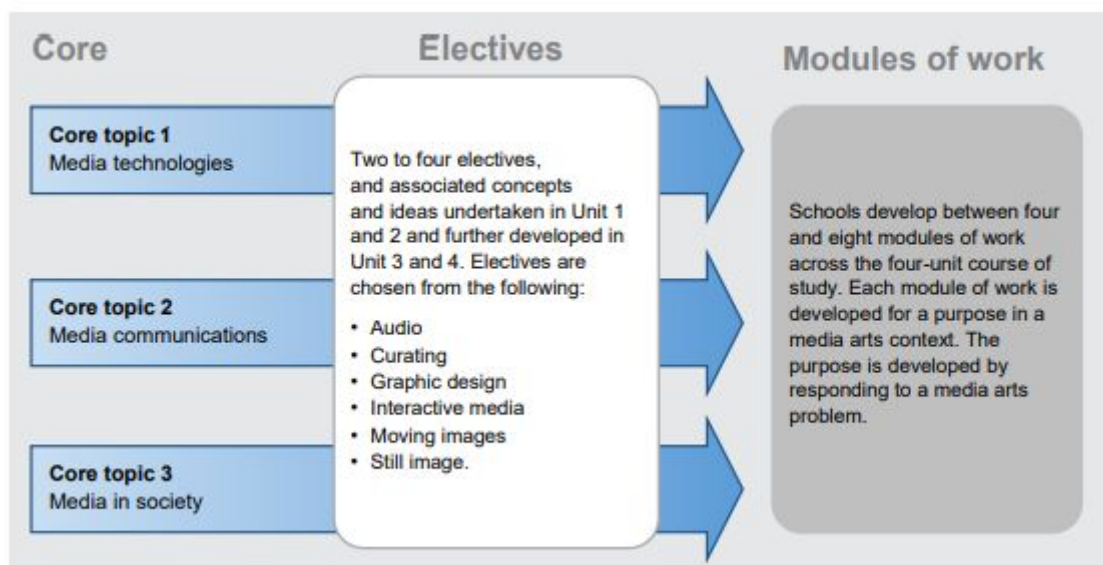 Core
Core topic 1
Media technologies
Core topic 2
Media communications
Core topic 3
Media in society
Electives
Two to four electives,
and associated concepts
and ideas undertaken in Unit 1
and 2 and further developed in
Unit 3 and 4. Electives are
chosen from the following:
• Audio
• Curating
• Graphic design
• Interactive media
• Moving images
• Still image.
Modules of work
Schools develop between four
and eight modules of work
across the four-unit course of
study. Each module of work is
developed for a purpose in a
media arts context. The
purpose is developed by
responding to a media arts
problem.